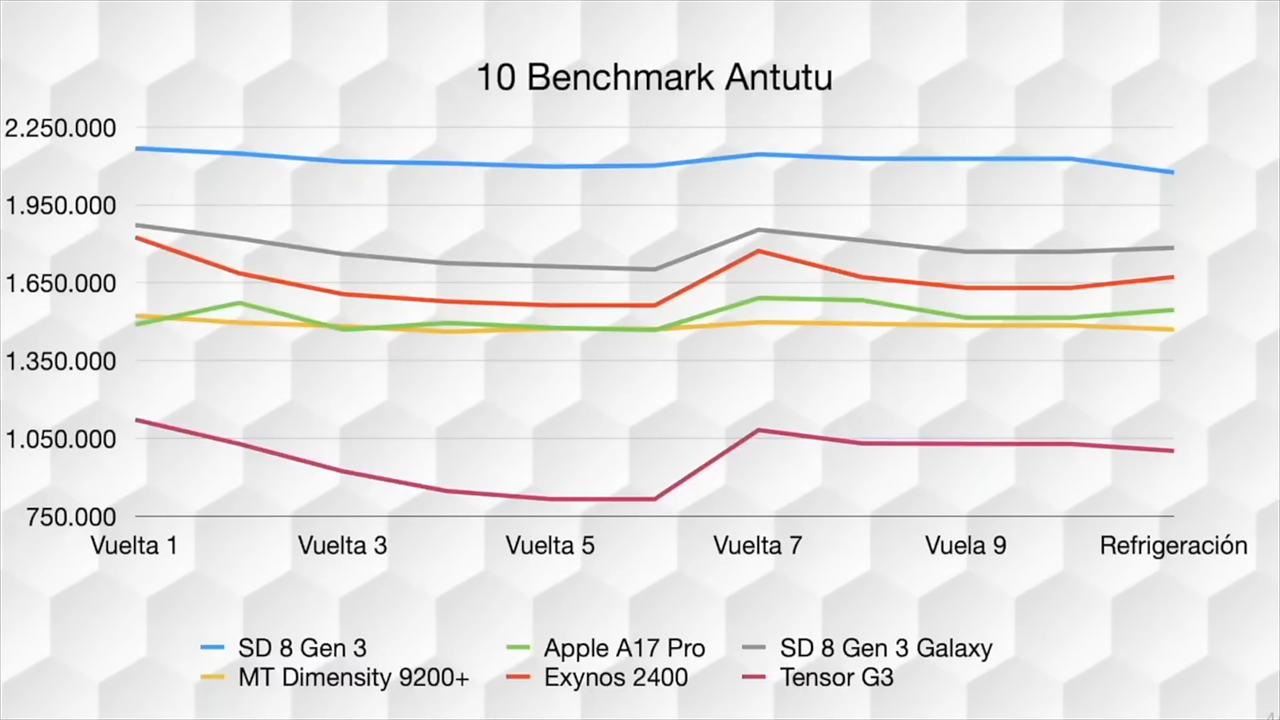 10 Benchmark Antutu
2.250.000
1.950.000
1.650.000
1.350.000
1.050.000
750.000
Vuelta 1 Vuelta 3 Vuelta 5 Vuelta 7 Vuela 9 Refrigeración
SD 8 Gen 3 Apple A17 Pro SD 8 Gen 3 Galaxy
MT Dimensity 9200+ Exynos 2400 Tensor G3